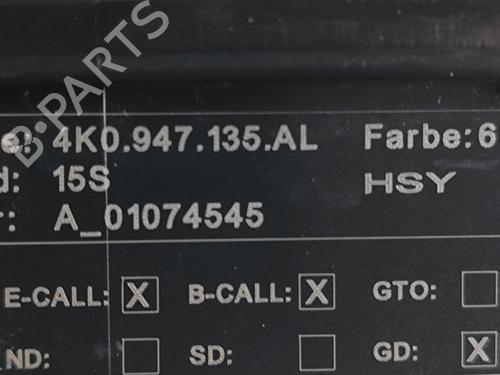 e: 4K0.947.135.AL Farbe:6
d: 15S HSY
r: A_01074545
E-CALL: X B-CALL: X GTO:
ND: SD: GD: X
B-PARTS